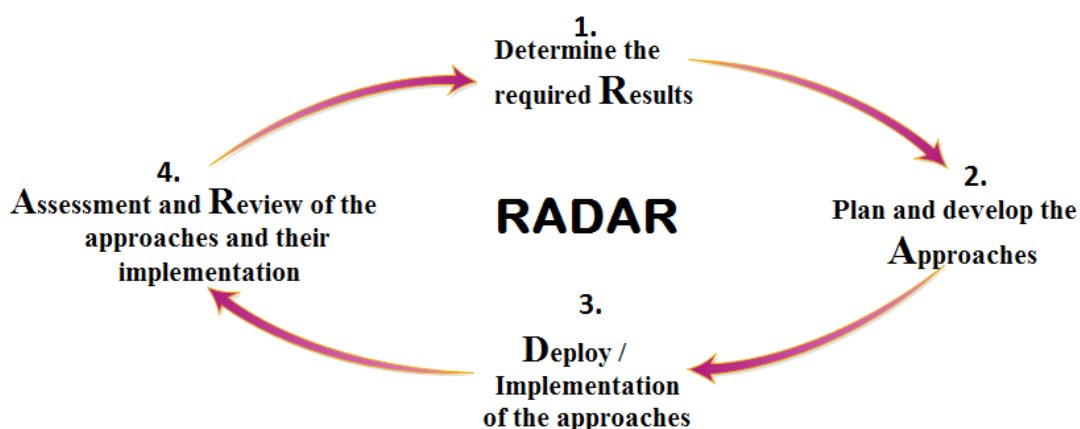 1.
Determine the
required Results
2.
Plan and develop the
Approaches
3.
Deploy /
Implementation
of the approaches
4.
Assessment and Review of the
approaches and their
implementation
RADAR